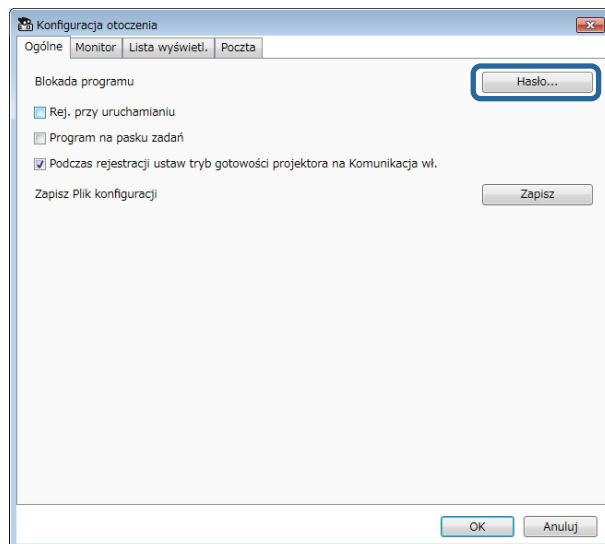 Konfiguracja otoczenia
Ogólne Monitor Lista wyświetl. Poczta
Blokada programu Hasło...
Rej. przy uruchamianiu
Program na pasku zadań
Podczas rejestracji ustaw tryb gotowości projektora na Komunikacja wł.
Zapisz Plik konfiguracji Zapisz
OK Anuluj